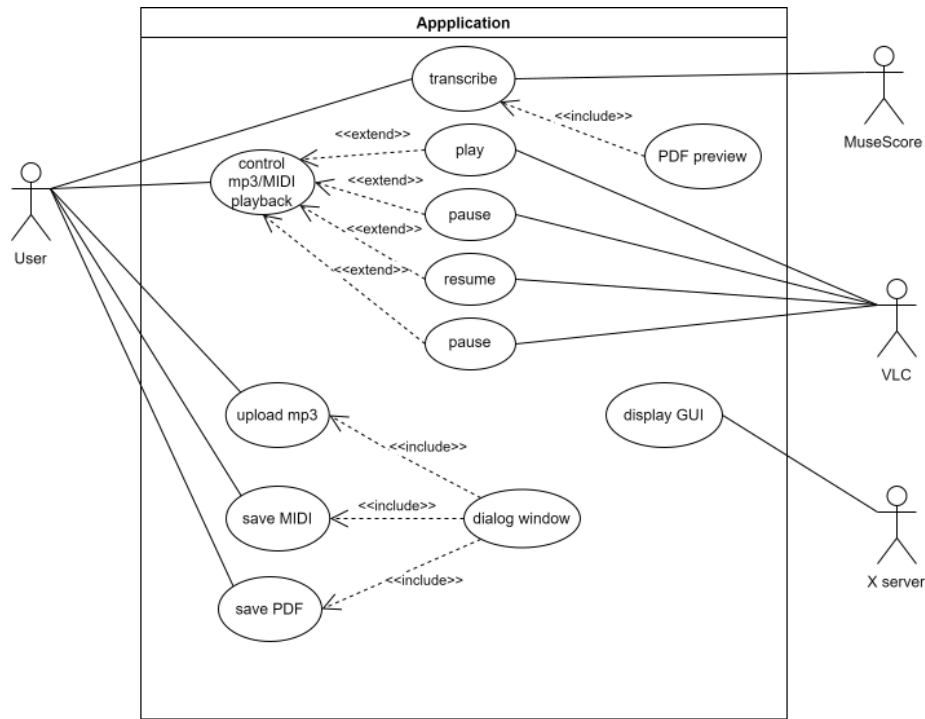 Appplication
transcribe
MuseScore
<<include>>
PDF preview
<<extend>>
play
control
mp3/MIDI
playback
<<extend>>
pause
User
<<extend>>
resume
<<extend>>
pause
VLC
upload mp3
display GUI
<<include>>
save MIDI
<<include>>
dialog window
X server
<<include>>
save PDF